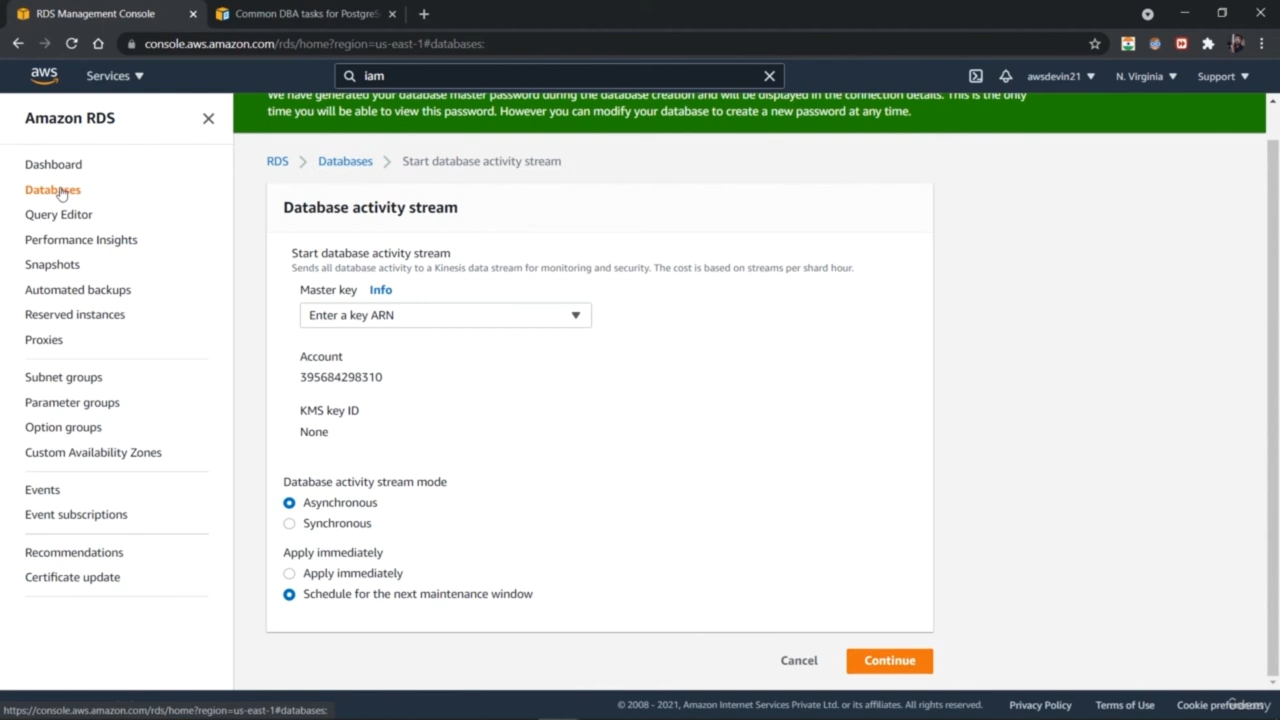 RDS Management Console
Common DBA tasks for PostgreS
console.aws.amazon.com/rds/home?region=us-east-1#databases:
aws
Services
iam
awsdevin21
N. Virginia
Support
Amazon RDS
Dashboard
Databases
Query Editor
Performance Insights
Snapshots
Automated backups
Reserved instances
Proxies
Subnet groups
Parameter groups
Option groups
Custom Availability Zones
Events
Event subscriptions
Recommendations
Certificate update
We have generated your database master password during the database creation and will be displayed in the connection details. This is the only
time you will be able to view this password. However you can modify your database to create a new password at any time.
RDS > Databases > Start database activity stream
Database activity stream
Start database activity stream
Sends all database activity to a Kinesis data stream for monitoring and security. The cost is based on streams per shard hour.
Master key Info
Enter a key ARN
Account
395684298310
KMS key ID
None
Database activity stream mode
Asynchronous
Synchronous
Apply immediately
Apply immediately
Schedule for the next maintenance window
Cancel
Continue
https://console.aws.amazon.com/rds/home?region=us-east-1#databases:
© 2008 - 2021, Amazon Internet Services Private Ltd. or its affiliates. All rights reserved.
Privacy Policy
Terms of Use
Cookie preferences
Udemy